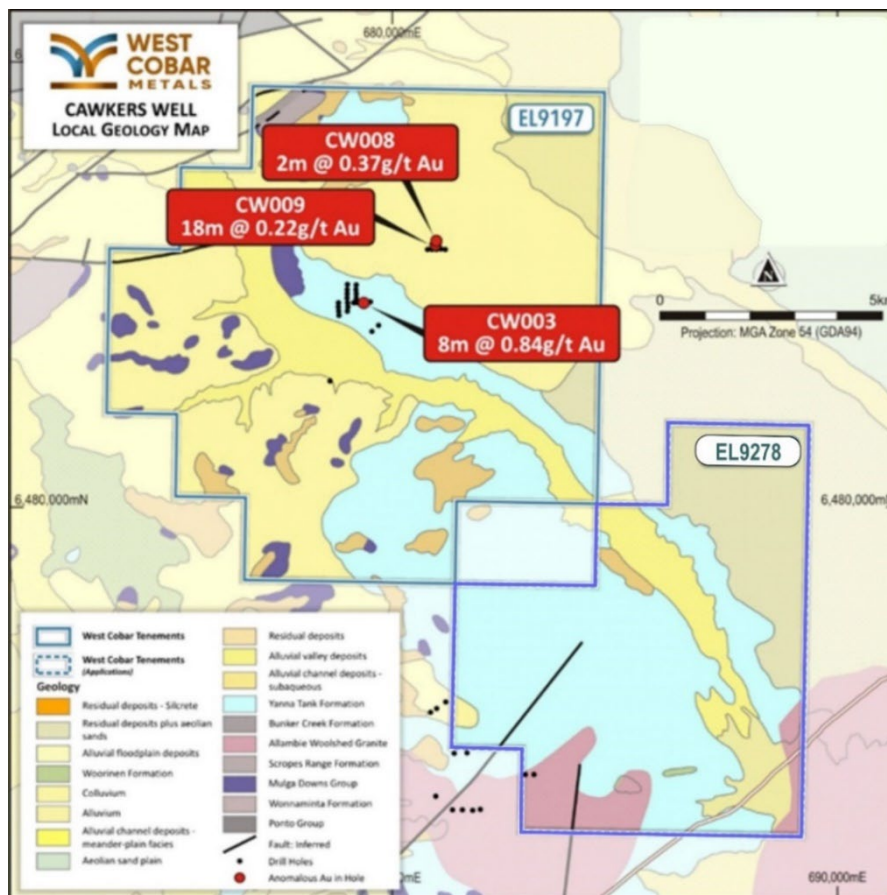 WEST
COBAR
METALS
CAWKERS WELL
LOCAL GEOLOGY MAP
680,000mE
EL9197
CW008
2m @ 0.37g/t Au
CW009
18m @ 0.22g/t Au
CW003
8m @ 0.84g/t Au
N
0
5km
Projection: MGA Zone 54 (GDA94)
EL9278
6,480,000mN
6,480,000m
West Cobar Tenements
West Cobar Tenements
(Applications)
Geology
Residual deposits - Silcrete
Residual deposits plus aeolian
sands
Alluvial floodplain deposits
Woorinen Formation
Colluvium
Alluvium
Alluvial channel deposits -
meander-plain facies
Aeolian sand plain
Residual deposits
Alluvial valley deposits
Alluvial channel deposits -
subaqueous
Yanna Tank Formation
Bunker Creek Formation
Allambie Woolshed Granite
Scropes Range Formation
Mulga Downs Group
Wonnaminta Formation
Ponto Group
Fault: Inferred
Drill Holes
Anomalous Au in Hole
690,000mE